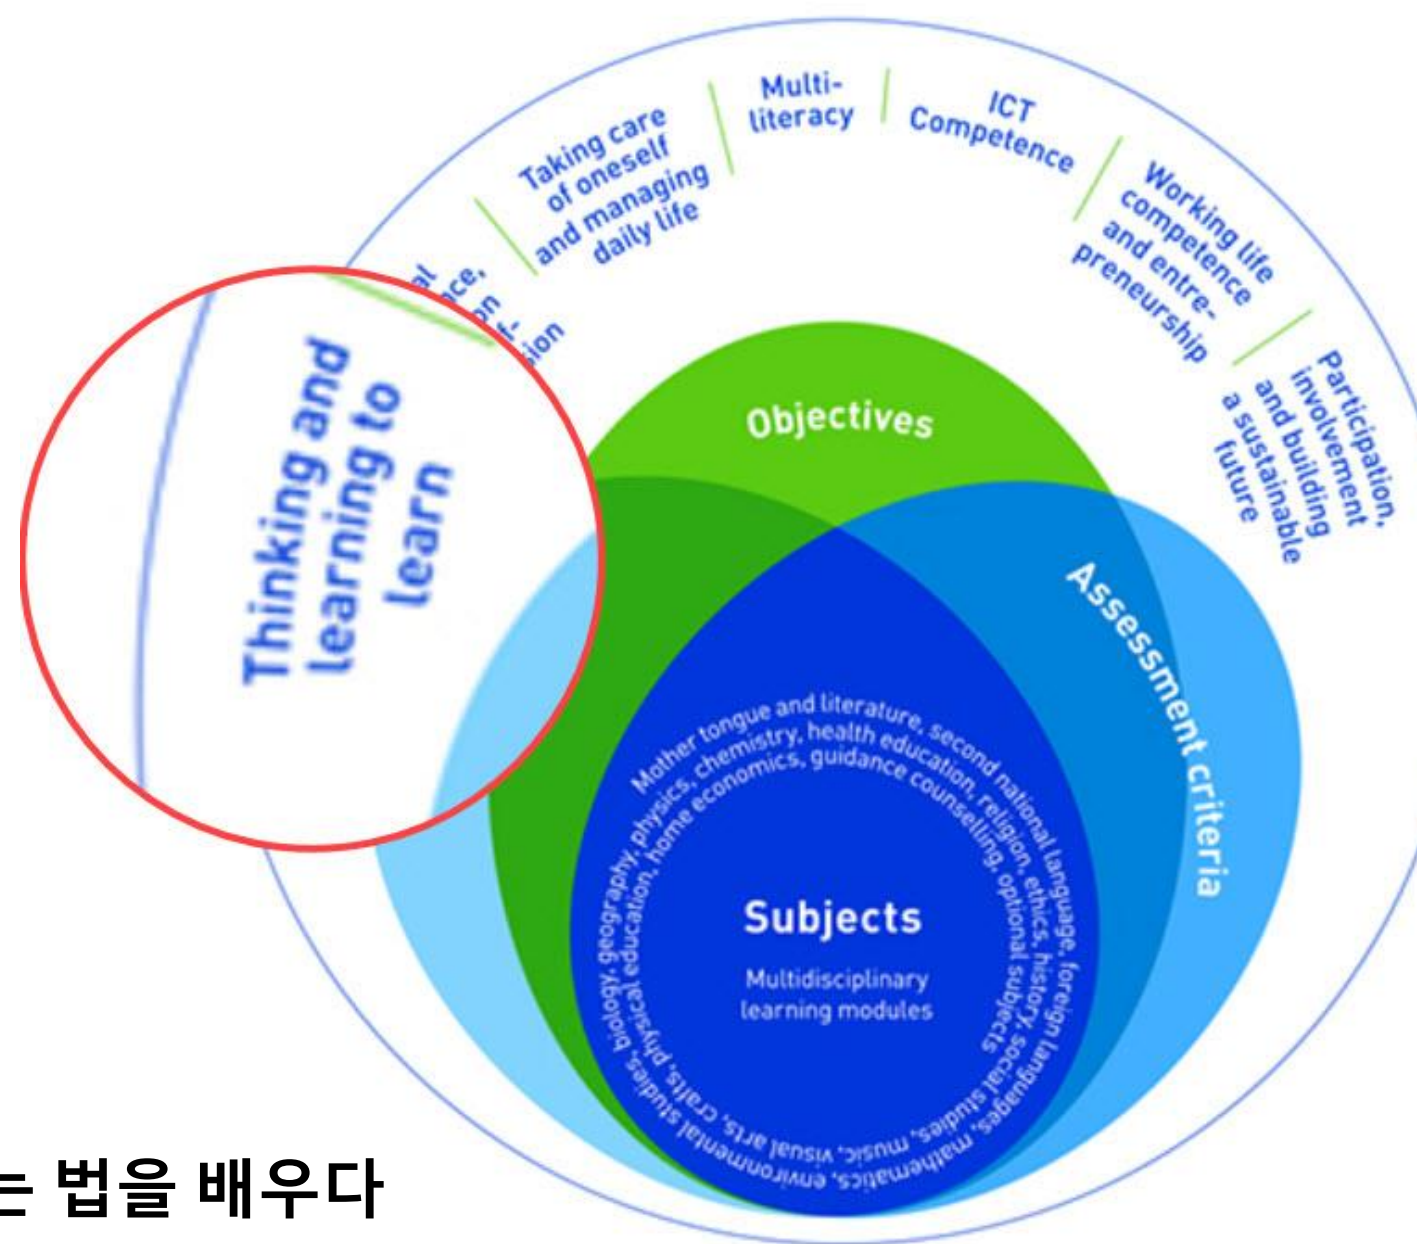 Thinking and
learning to
learn
Taking care
of oneself
and managing
daily life
Multi-
literacy
ICT
Competence
Working life
competence
and entre-
preneurship
Participation,
involvement
and building
a sustainable
future
Objectives
Assessment criteria
Mother tongue and literature, second national language, foreign languages, mathematics, environmental studies, biology, geography, physics, chemistry, health education, religion, ethics, history, social studies, music, visual arts, crafts, physical education, home economics, guidance counselling, optional subjects
Subjects
Multidisciplinary
learning modules
는 법을 배우다